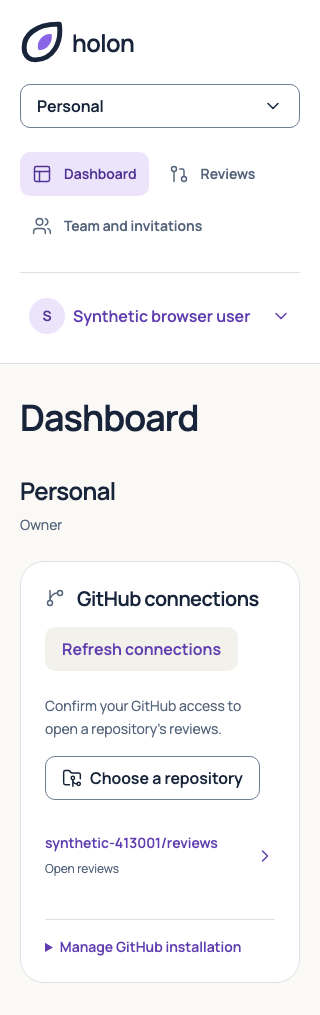 holon
Personal
Dashboard
Reviews
Team and invitations
S
Synthetic browser user
Dashboard
Personal
Owner
GitHub connections
Refresh connections
Confirm your GitHub access to
open a repository's reviews.
Choose a repository
synthetic-413001/reviews
Open reviews
Manage GitHub installation